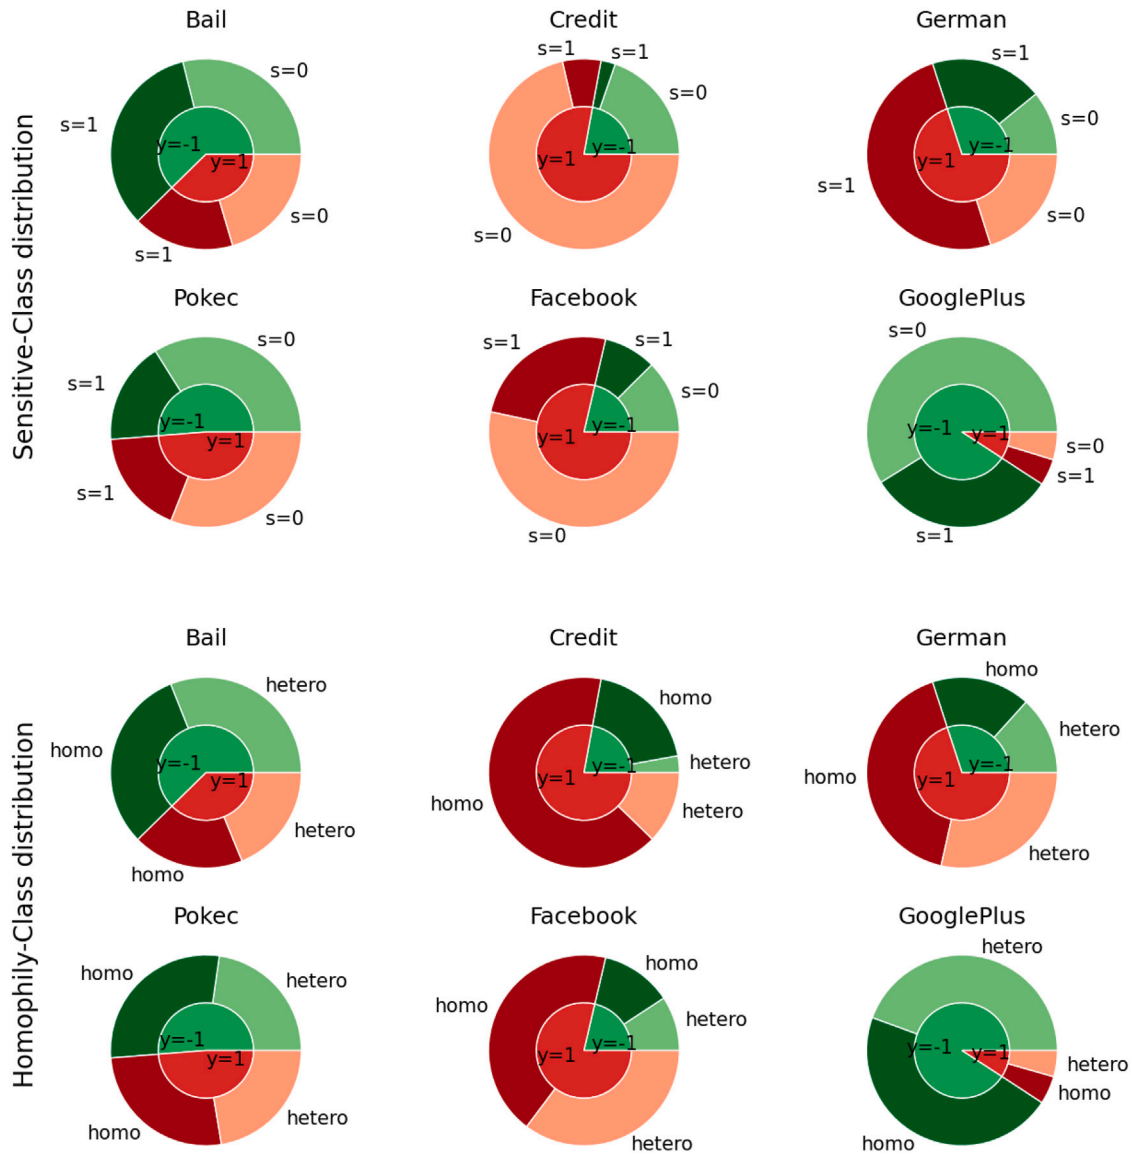 Bail
Credit
German
s=0
s=1
y=-1
y=1
s=0
s=1
s=1
s=1
s=0
y=1
y=-1
s=0
s=1
s=0
s=1
y=1
y=-1
s=0
s=1
Sensitive-Class distribution
Pokec
Facebook
GooglePlus
s=0
s=1
y=-1
y=1
s=1
s=0
s=1
s=1
s=0
y=1
y=-1
s=0
s=0
y=-1
y=1
s=0
s=1
s=1
Bail
Credit
German
hetero
homo
y=-1
y=1
hetero
homo
homo
hetero
y=1
y=-1
homo
hetero
homo
hetero
y=1
y=-1
homo
hetero
Homophily-Class distribution
Pokec
Facebook
GooglePlus
homo
hetero
y=-1
y=1
homo
hetero
homo
homo
hetero
y=1
y=-1
hetero
hetero
y=-1
y=1
hetero
homo
homo